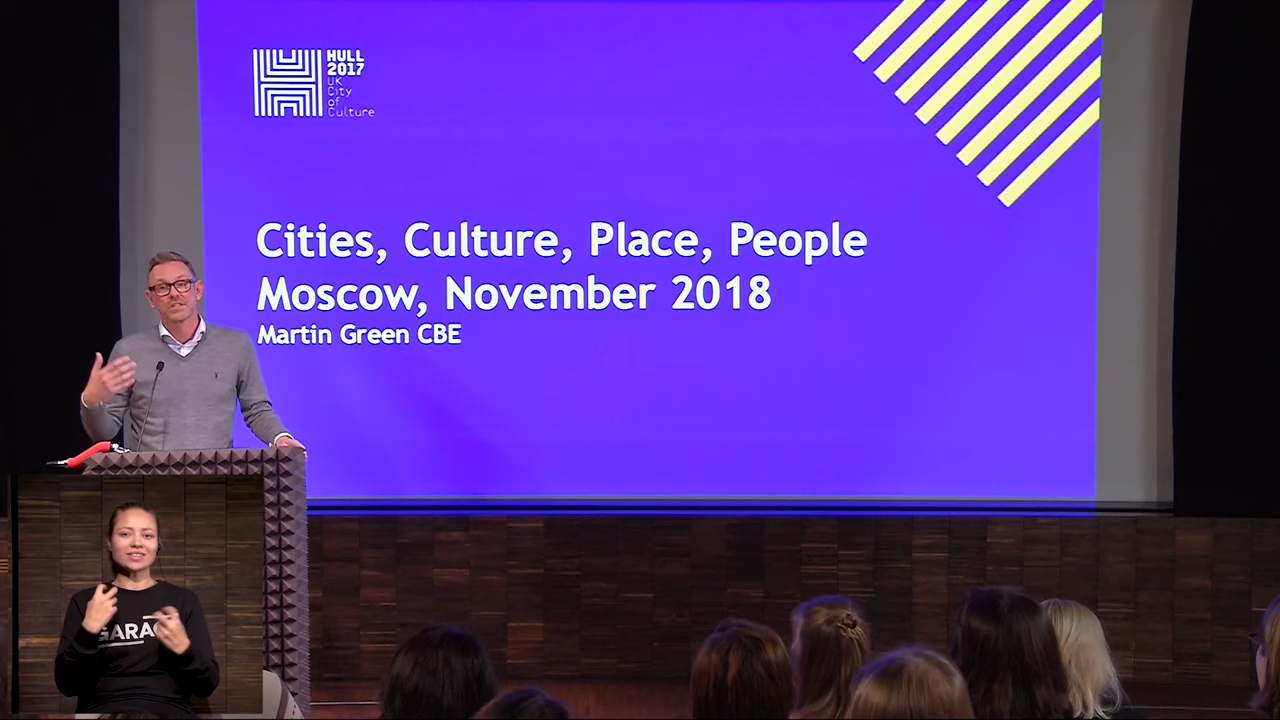 HULL
2017
UK
City
of
Culture
Cities, Culture, Place, People
Moscow, November 2018
Martin Green CBE